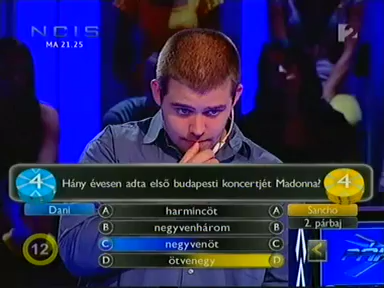 NCIS
MA 21.25
2
4 Hány évesen adta első budapesti koncertjét Madonna? 4
Dani
Sancho
2. párbaj
A harmincöt A
B negyvenhárom B
C negyvenöt C
D ötvenegy D
12